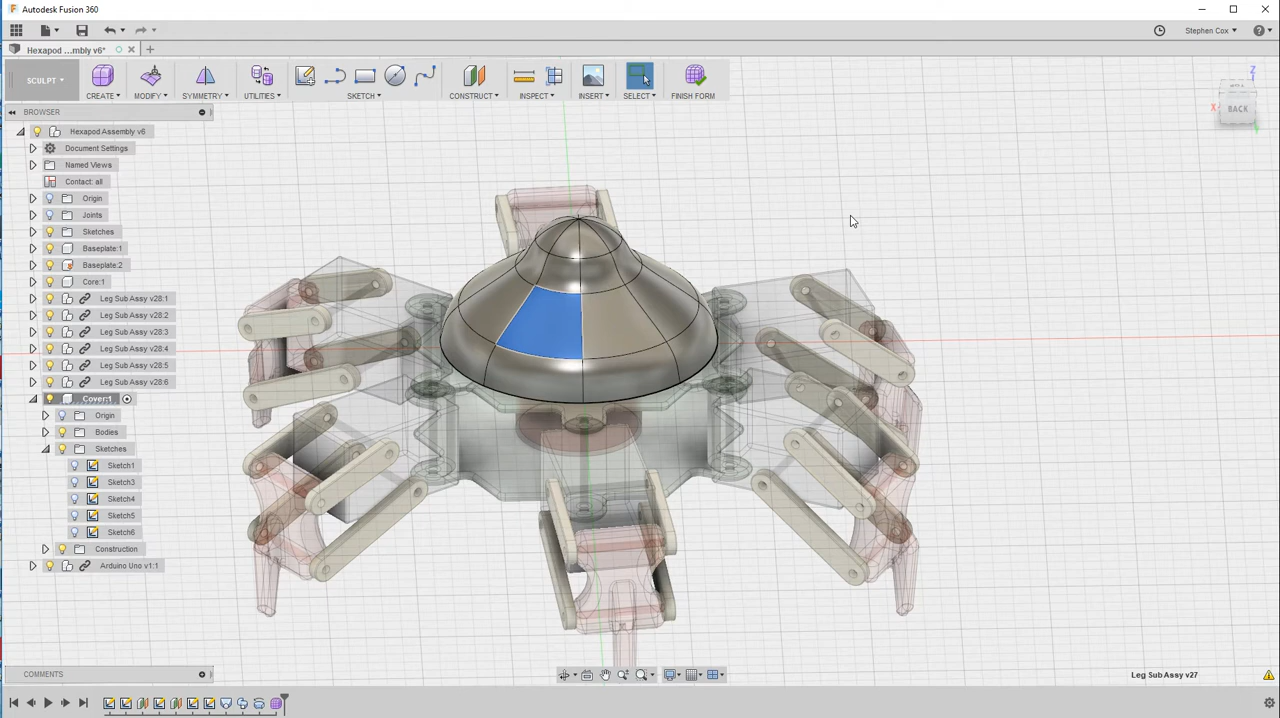 Autodesk Fusion 360
Stephen Cox
Hexapod ...mbly v6*
SCULPT
CREATE
MODIFY
SYMMETRY
UTILITIES
SKETCH
CONSTRUCT
INSPECT
INSERT
SELECT
FINISH FORM
Z
X
BACK
BROWSER
Hexapod Assembly v6
Document Settings
Named Views
Contact: all
Origin
Joints
Sketches
Baseplate:1
Baseplate:2
Core:1
Leg Sub Assy v28:1
Leg Sub Assy v28:2
Leg Sub Assy v28:3
Leg Sub Assy v28:4
Leg Sub Assy v28:5
Leg Sub Assy v28:6
Cover:1
Origin
Bodies
Sketches
Sketch1
Sketch3
Sketch4
Sketch5
Sketch6
Construction
Arduino Uno v1:1
COMMENTS
Leg Sub Assy v27